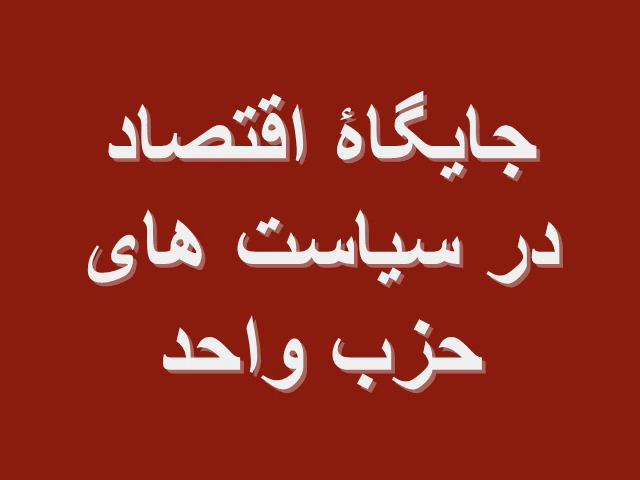 جایگاهٔ اقتصاد
در سیاست های
حزب واحد